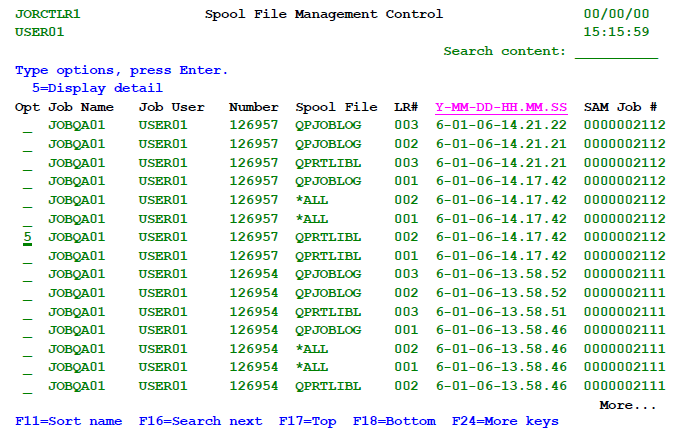 JORCTLR1 Spool File Management Control 00/00/00
USER01 15:15:59
Search content: __________
Type options, press Enter.
5=Display detail
Opt Job Name Job User Number Spool File LR# Y-MM-DD-HH.MM.SS SAM Job #
_ JOBQA01 USER01 126957 QPJOBLOG 003 6-01-06-14.21.22 0000002112
_ JOBQA01 USER01 126957 QPJOBLOG 002 6-01-06-14.21.21 0000002112
_ JOBQA01 USER01 126957 QPRTLIBL 003 6-01-06-14.21.21 0000002112
_ JOBQA01 USER01 126957 QPJOBLOG 001 6-01-06-14.17.42 0000002112
_ JOBQA01 USER01 126957 *ALL 002 6-01-06-14.17.42 0000002112
_ JOBQA01 USER01 126957 *ALL 001 6-01-06-14.17.42 0000002112
5 JOBQA01 USER01 126957 QPRTLIBL 002 6-01-06-14.17.42 0000002112
_ JOBQA01 USER01 126957 QPRTLIBL 001 6-01-06-14.17.42 0000002112
_ JOBQA01 USER01 126954 QPJOBLOG 003 6-01-06-13.58.52 0000002111
_ JOBQA01 USER01 126954 QPJOBLOG 002 6-01-06-13.58.52 0000002111
_ JOBQA01 USER01 126954 QPRTLIBL 003 6-01-06-13.58.51 0000002111
_ JOBQA01 USER01 126954 QPJOBLOG 001 6-01-06-13.58.46 0000002111
_ JOBQA01 USER01 126954 *ALL 002 6-01-06-13.58.46 0000002111
_ JOBQA01 USER01 126954 *ALL 001 6-01-06-13.58.46 0000002111
_ JOBQA01 USER01 126954 QPRTLIBL 002 6-01-06-13.58.46 0000002111
More...
F11=Sort name F16=Search next F17=Top F18=Bottom F24=More keys